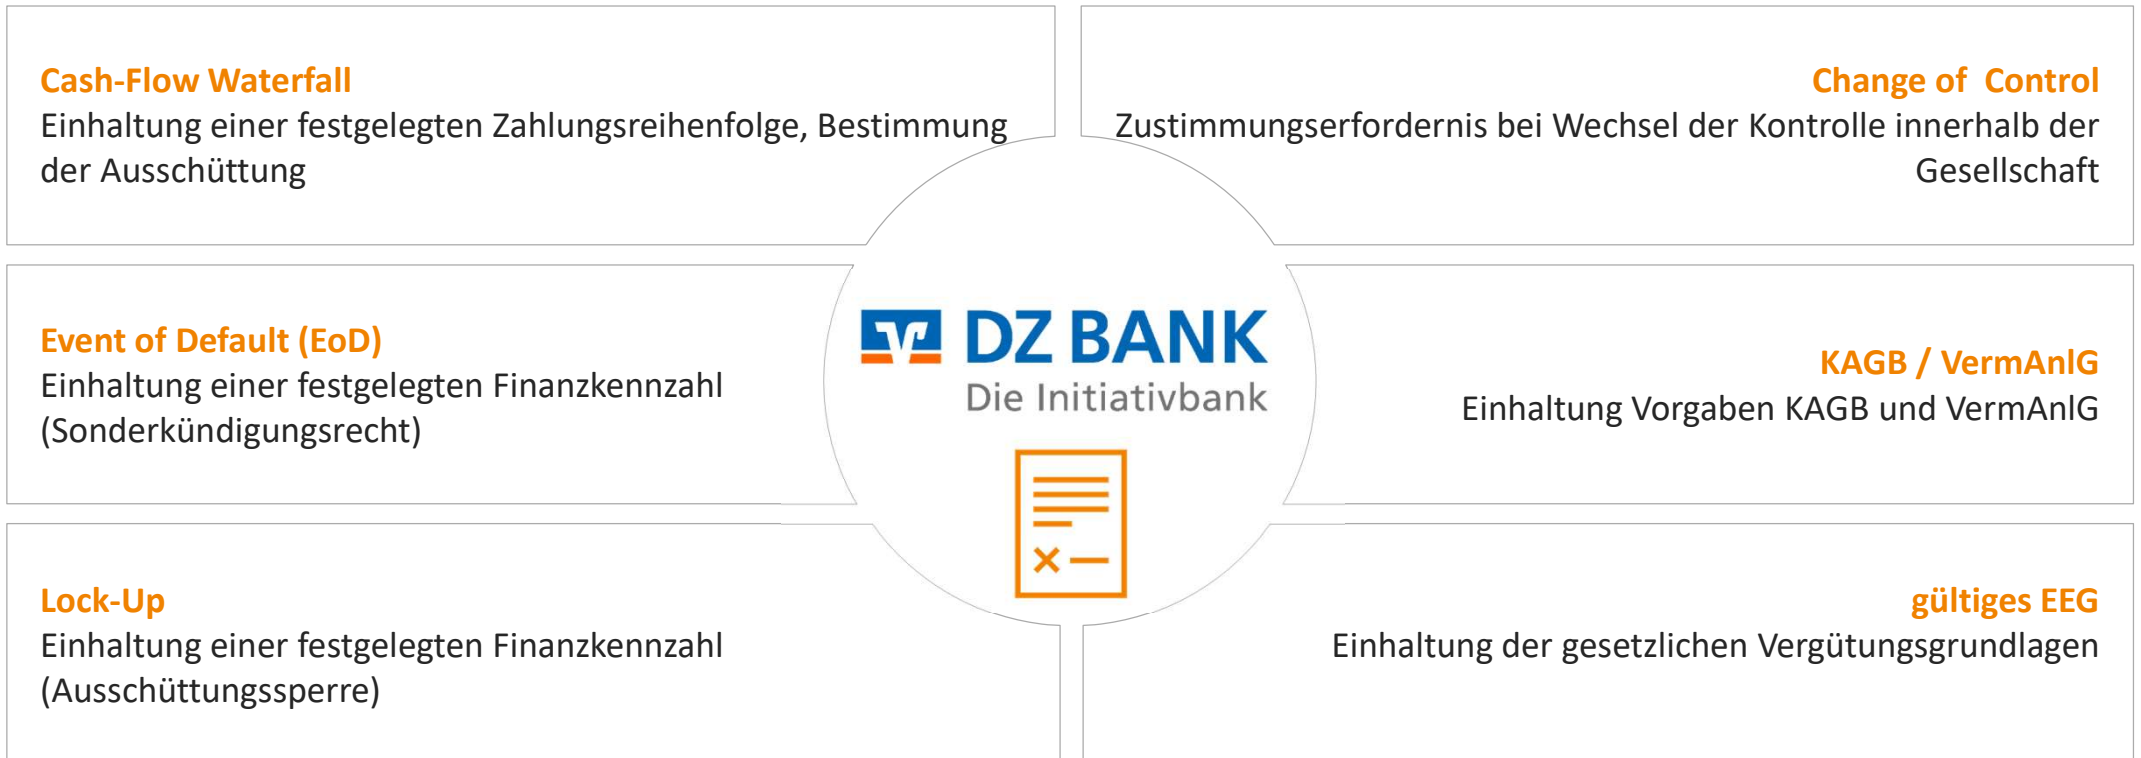 Cash-Flow Waterfall
Einhaltung einer festgelegten Zahlungsreihenfolge, Bestimmung
der Ausschüttung
Change of Control
Zustimmungserfordernis bei Wechsel der Kontrolle innerhalb der
Gesellschaft
Event of Default (EoD)
Einhaltung einer festgelegten Finanzkennzahl
(Sonderkündigungsrecht)
DZ BANK
Die Initiativbank
KAGB / VermAnlG
Einhaltung Vorgaben KAGB und VermAnlG
Lock-Up
Einhaltung einer festgelegten Finanzkennzahl
(Ausschüttungssperre)
gültiges EEG
Einhaltung der gesetzlichen Vergütungsgrundlagen